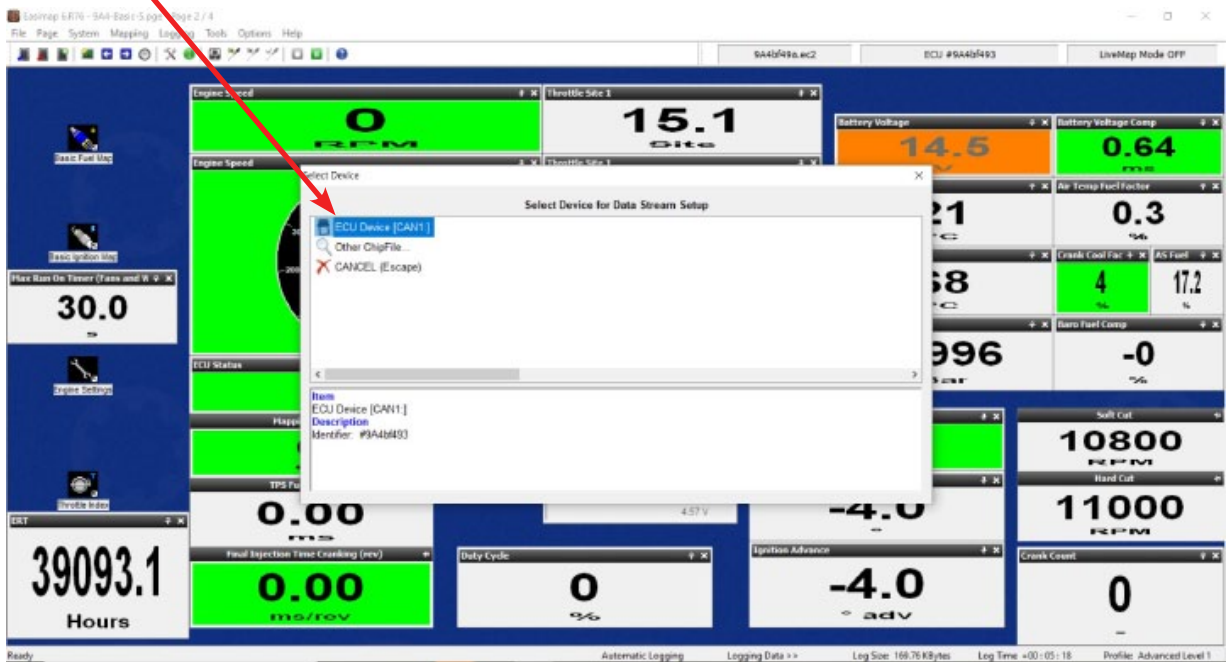 Easimap 6.R76 - 9A4-Basic-5.pge - Page 2 / 4
File Page System Mapping Logging Tools Options Help
9A4bf49a.ec2
ECU #9A4bf493
LiveMap Mode OFF
Engine Speed
0
RPM
Throttle Site 1
15.1
Site
Battery Voltage
14.5
V
Battery Voltage Comp
0.64
ms
Basic Fuel Map
Engine Speed
Throttle Site 1
Select Device
Select Device for Data Stream Setup
ECU Device [CAN1:]
Other ChipFile...
CANCEL (Escape)
Item
ECU Device [CAN1:]
Description
Identifier: #9A4bf493
21
°C
Air Temp Fuel Factor
0.3
%
Basic Ignition Map
68
°C
Crank Cool Fac
4
%
AS Fuel
17.2
%
Max Run On Timer (Fans and W
30.0
s
996
Baro Fuel Comp
-0
%
Engine Settings
ECU Status
Soft Cut
10800
RPM
Hard Cut
11000
RPM
Throttle Index
0.00
ms
4.57 V
-4.0
°
ERT
39093.1
Hours
Final Injection Time Cranking (rev)
0.00
ms/rev
Duty Cycle
0
%
Ignition Advance
-4.0
° adv
Crank Count
0
-
Ready
Automatic Logging
Logging Data >>
Log Size 169.76 KBytes
Log Time +00:05:18
Profile: Advanced Level 1